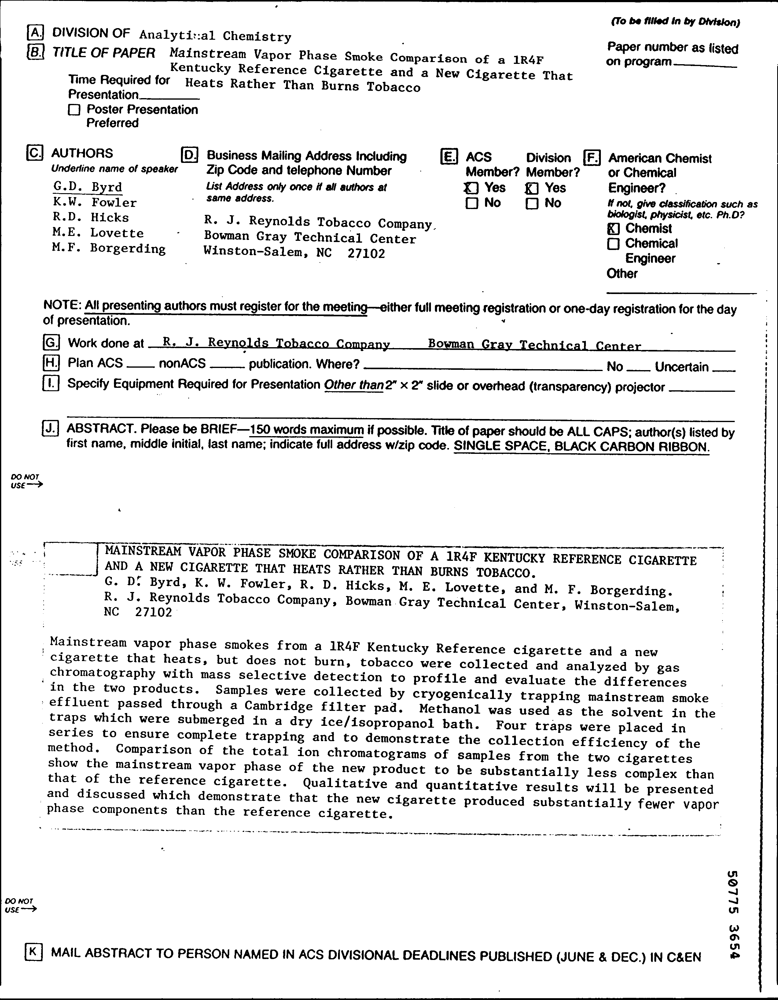 (To be filled in by Division)
A. DIVISION OF Analytical Chemistry
B. TITLE OF PAPER Mainstream Vapor Phase Smoke Comparison of a 1R4F
Kentucky Reference Cigarette and a New Cigarette That
Heats Rather Than Burns Tobacco
Paper number as listed
on program
Time Required for
Presentation
Poster Presentation
Preferred
C. AUTHORS
Underline name of speaker
G.D. Byrd
K.W. Fowler
R.D. Hicks
M.E. Lovette
M.F. Borgerding
D. Business Mailing Address Including
Zip Code and telephone Number
List Address only once if all authors at
same address.
R. J. Reynolds Tobacco Company.
Bowman Gray Technical Center
Winston-Salem, NC 27102
E. ACS Division
Member? Member?
X Yes X Yes
No No
F. American Chemist
or Chemical
Engineer?
If not, give classification such as
biologist, physicist, etc. Ph.D?
X Chemist
Chemical
Engineer
Other
NOTE: All presenting authors must register for the meeting—either full meeting registration or one-day registration for the day
of presentation.
G. Work done at R. J. Reynolds Tobacco Company Bowman Gray Technical Center
H. Plan ACS ____ nonACS ____ publication. Where? ____ No ____ Uncertain ____
I. Specify Equipment Required for Presentation Other than 2" × 2" slide or overhead (transparency) projector
J. ABSTRACT. Please be BRIEF—150 words maximum if possible. Title of paper should be ALL CAPS; author(s) listed by
first name, middle initial, last name; indicate full address w/zip code. SINGLE SPACE, BLACK CARBON RIBBON.
DO NOT
USE →
MAINSTREAM VAPOR PHASE SMOKE COMPARISON OF A 1R4F KENTUCKY REFERENCE CIGARETTE
AND A NEW CIGARETTE THAT HEATS RATHER THAN BURNS TOBACCO.
G. D. Byrd, K. W. Fowler, R. D. Hicks, M. E. Lovette, and M. F. Borgerding.
R. J. Reynolds Tobacco Company, Bowman Gray Technical Center, Winston-Salem,
NC 27102
Mainstream vapor phase smokes from a 1R4F Kentucky Reference cigarette and a new
cigarette that heats, but does not burn, tobacco were collected and analyzed by gas
chromatography with mass selective detection to profile and evaluate the differences
in the two products. Samples were collected by cryogenically trapping mainstream smoke
effluent passed through a Cambridge filter pad. Methanol was used as the solvent in the
traps which were submerged in a dry ice/isopropanol bath. Four traps were placed in
series to ensure complete trapping and to demonstrate the collection efficiency of the
method. Comparison of the total ion chromatograms of samples from the two cigarettes
show the mainstream vapor phase of the new product to be substantially less complex than
that of the reference cigarette. Qualitative and quantitative results will be presented
and discussed which demonstrate that the new cigarette produced substantially fewer vapor
phase components than the reference cigarette.
DO NOT
USE →
50775 3654
K MAIL ABSTRACT TO PERSON NAMED IN ACS DIVISIONAL DEADLINES PUBLISHED (JUNE & DEC.) IN C&EN